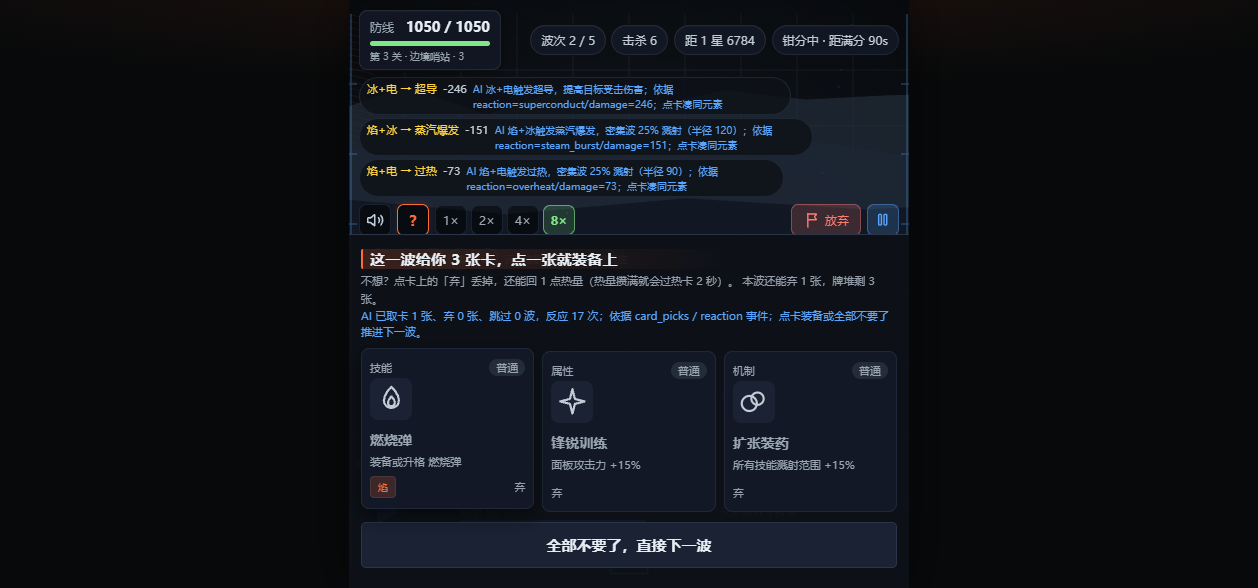 防线 1050 / 1050
第 3 关 · 边境哨站 · 3
波次 2 / 5
击杀 6
距 1 星 6784
钳分中 · 距满分 90s
冰+电 → 超导 -246 AI 冰+电触发超导，提高目标受击伤害；依据
reaction=superconduct/damage=246；点卡凑同元素
焰+冰 → 蒸汽爆发 -151 AI 焰+冰触发蒸汽爆发，密集波 25% 溅射（半径 120）；依据
reaction=steam_burst/damage=151；点卡凑同元素
焰+电 → 过热 -73 AI 焰+电触发过热，密集波 25% 溅射（半径 90）；依据
reaction=overheat/damage=73；点卡凑同元素
?
1×
2×
4×
8×
放弃
这一波给你 3 张卡，点一张就装备上
不想？点卡上的「弃」丢掉，还能回 1 点热量（热量攒满就会过热卡 2 秒）。 本波还能弃 1 张，牌堆剩 3
张。
AI 已取卡 1 张、弃 0 张、跳过 0 波，反应 17 次；依据 card_picks / reaction 事件；点卡装备或全部不要了
推进下一波。
技能 普通
燃烧弹
装备或升格 燃烧弹
焰 弃
属性 普通
锋锐训练
面板攻击力 +15%
弃
机制 普通
扩张装药
所有技能溅射范围 +15%
弃
全部不要了，直接下一波